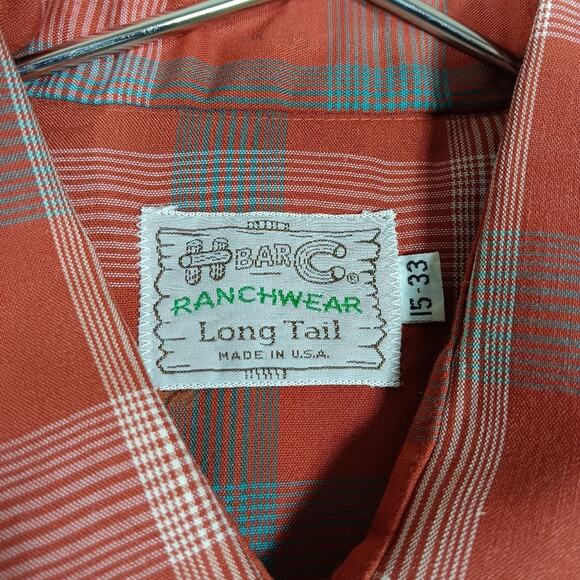 H BAR C®
RANCHWEAR
Long Tail
MADE IN U.S.A.
15-33